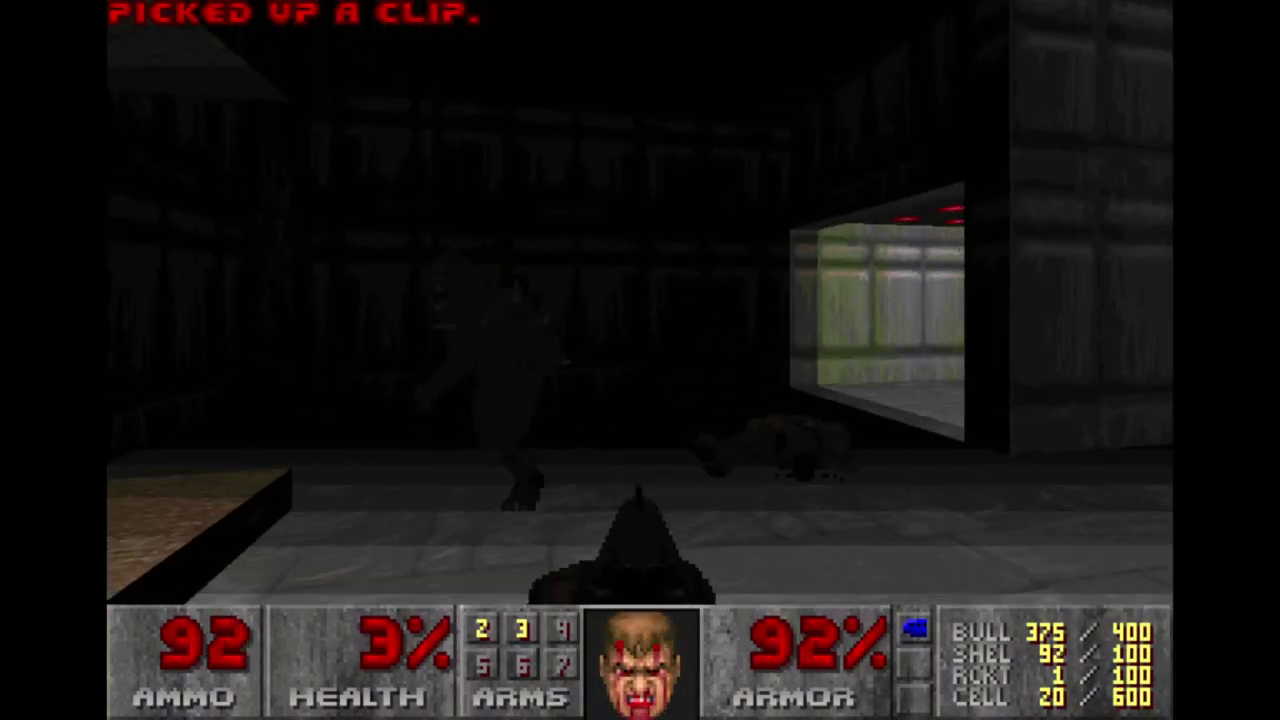 PICKED UP A CLIP.
92 3% 2 3 4 92% BULL 375 / 400
SHEL 92 / 100
5 6 7 RCKT 1 / 100
AMMO HEALTH ARMS ARMOR CELL 20 / 600